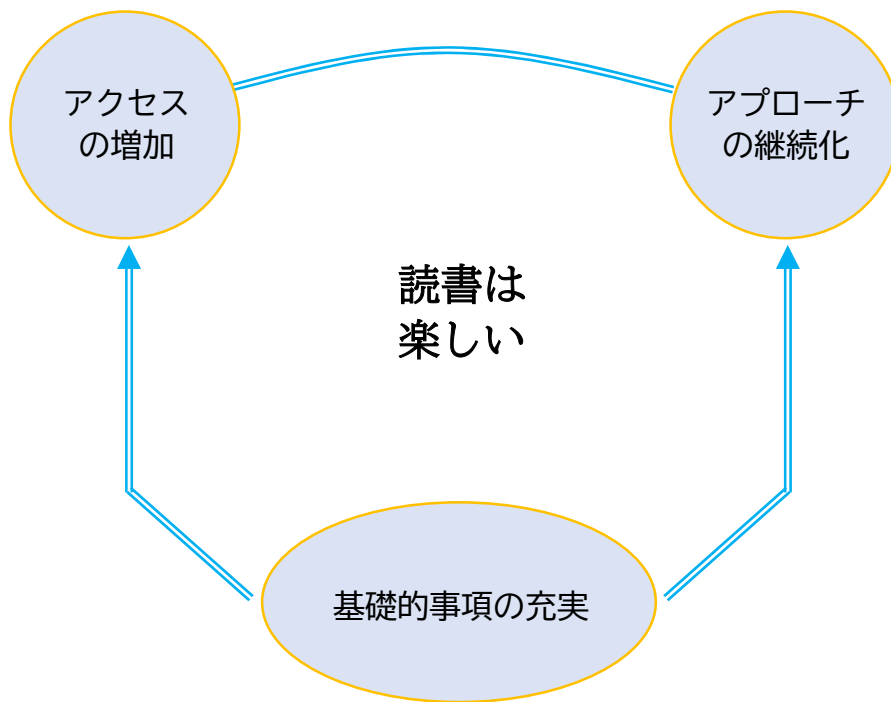 アクセス
の増加
アプローチ
の継続化
読書は
楽しい
基礎的事項の充実